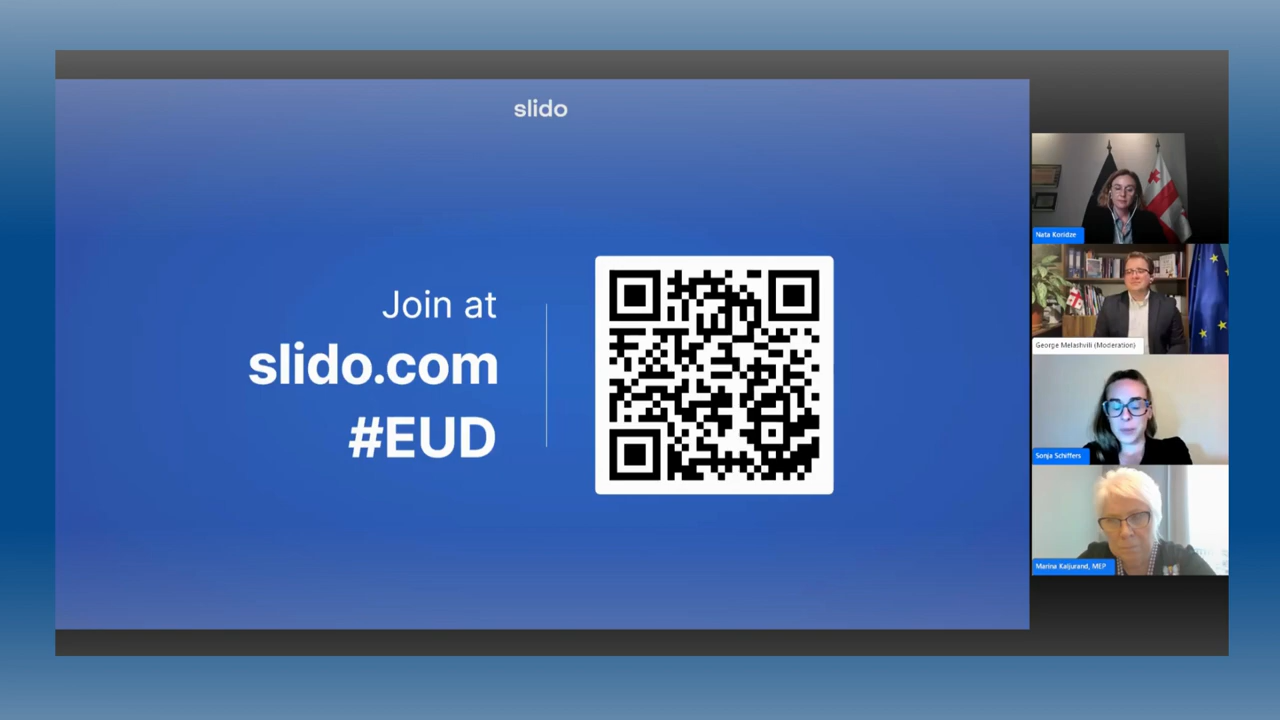 slido
Join at
slido.com
#EUD
Nata Koridze
George Melashvili (Moderation)
Sonja Schiffers
Marina Kaljurand, MEP